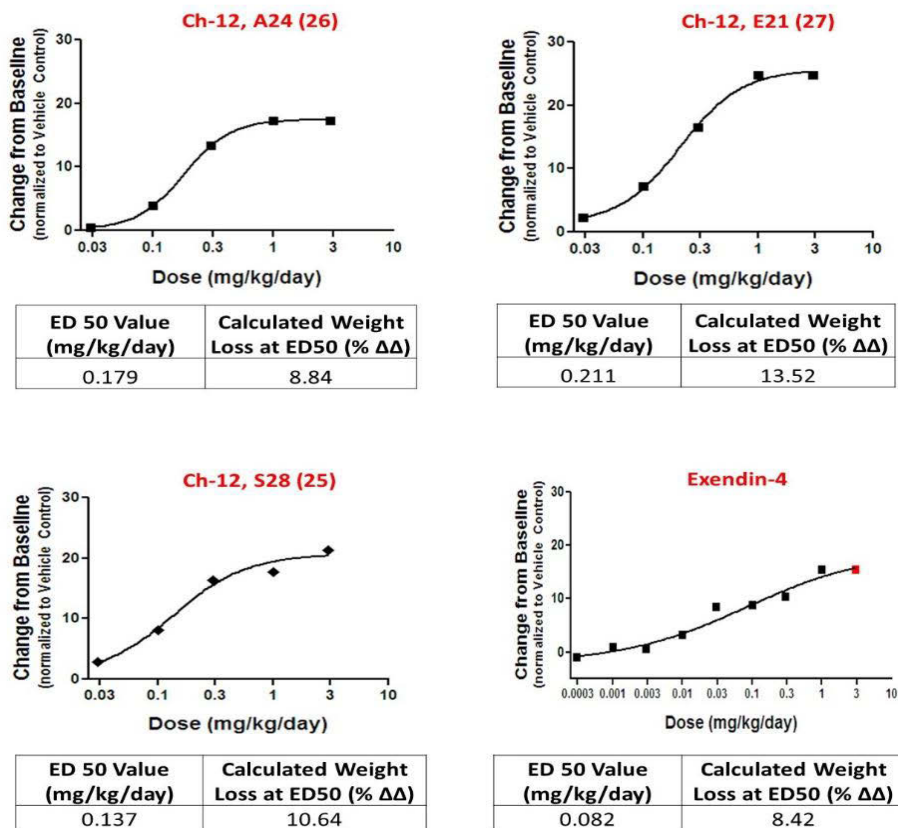 Ch-12, A24 (26)
Change from Baseline
(normalized to Vehicle Control)
30
20
10
0
0.03 0.1 0.3 1 3 10
Dose (mg/kg/day)
ED 50 Value (mg/kg/day)
Calculated Weight Loss at ED50 (% ΔΔ)
0.179 8.84
Ch-12, E21 (27)
Change from Baseline
(normalized to Vehicle Control)
30
20
10
0
0.03 0.1 0.3 1 3 10
Dose (mg/kg/day)
ED 50 Value (mg/kg/day)
Calculated Weight Loss at ED50 (% ΔΔ)
0.211 13.52
Ch-12, S28 (25)
Change from Baseline
(normalized to Vehicle Control)
30
20
10
0
0.03 0.1 0.3 1 3 10
Dose (mg/kg/day)
ED 50 Value (mg/kg/day)
Calculated Weight Loss at ED50 (% ΔΔ)
0.137 10.64
Exendin-4
Change from Baseline
(normalized to Vehicle Control)
30
20
10
0
0.0003 0.001 0.003 0.01 0.03 0.1 0.3 1 3 10
Dose (mg/kg/day)
ED 50 Value (mg/kg/day)
Calculated Weight Loss at ED50 (% ΔΔ)
0.082 8.42